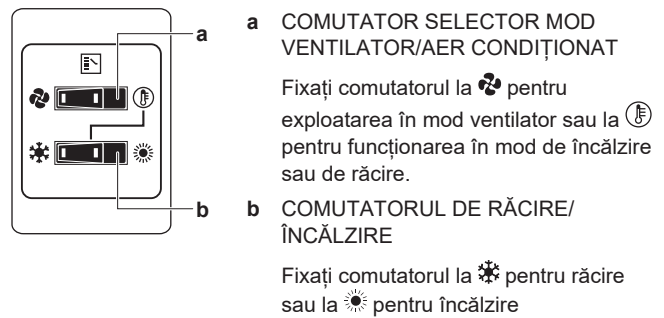 a
b
a COMUTATOR SELECTOR MOD
VENTILATOR/AER CONDIȚIONAT
Fixați comutatorul la pentru
exploatarea în mod ventilator sau la
pentru funcționarea în mod de încălzire
sau de răcire.
b COMUTATORUL DE RĂCIRE/
ÎNCĂLZIRE
Fixați comutatorul la pentru răcire
sau la pentru încălzire